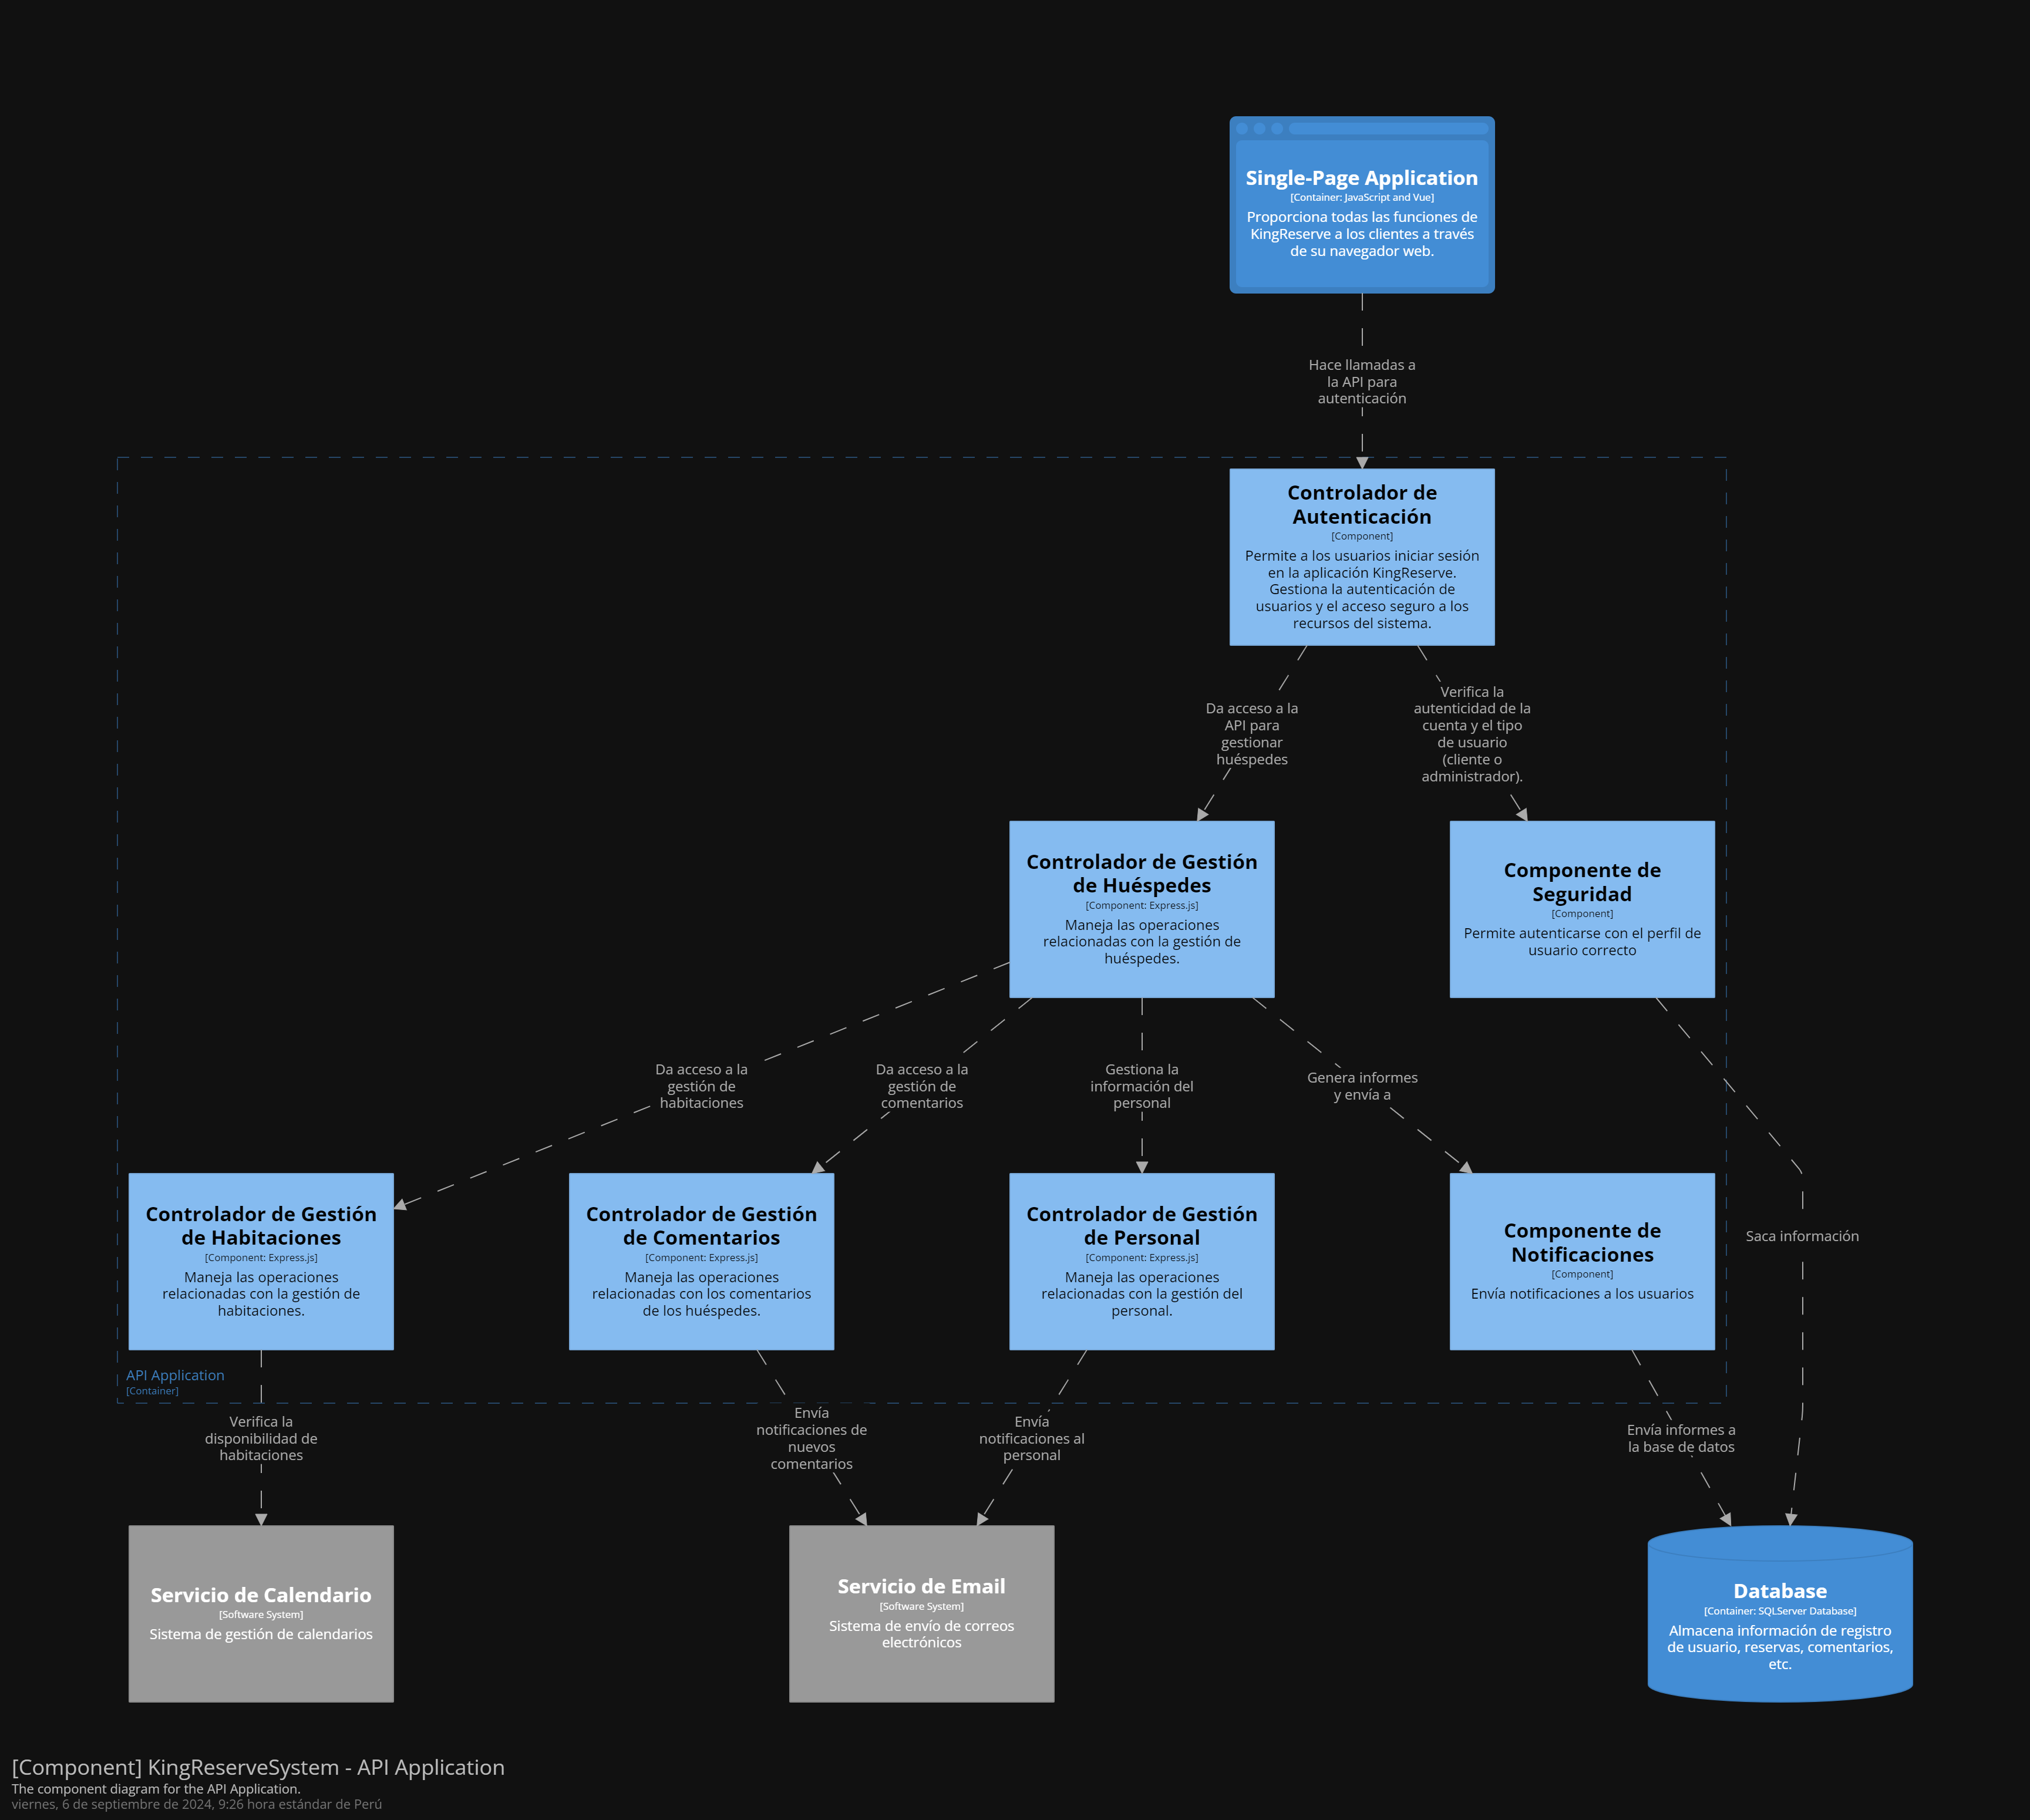 Single-Page Application
[Container: JavaScript and Vue]
Proporciona todas las funciones de
KingReserve a los clientes a través
de su navegador web.
Hace llamadas a
la API para
autenticación
Controlador de
Autenticación
[Component]
Permite a los usuarios iniciar sesión
en la aplicación KingReserve.
Gestiona la autenticación de
usuarios y el acceso seguro a los
recursos del sistema.
Da acceso a la
API para
gestionar
huéspedes
Verifica la
autenticidad de la
cuenta y el tipo
de usuario
(cliente o
administrador).
Controlador de Gestión
de Huéspedes
[Component: Express.js]
Maneja las operaciones
relacionadas con la gestión de
huéspedes.
Componente de
Seguridad
[Component]
Permite autenticarse con el perfil de
usuario correcto
Da acceso a la
gestión de
habitaciones
Da acceso a la
gestión de
comentarios
Gestiona la
información del
personal
Genera informes
y envía a
Controlador de Gestión
de Habitaciones
[Component: Express.js]
Maneja las operaciones
relacionadas con la gestión de
habitaciones.
Controlador de Gestión
de Comentarios
[Component: Express.js]
Maneja las operaciones
relacionadas con los comentarios
de los huéspedes.
Controlador de Gestión
de Personal
[Component: Express.js]
Maneja las operaciones
relacionadas con la gestión del
personal.
Componente de
Notificaciones
[Component]
Envía notificaciones a los usuarios
Saca información
API Application
[Container]
Verifica la
disponibilidad de
habitaciones
Envía
notificaciones de
nuevos
comentarios
Envía
notificaciones al
personal
Envía informes a
la base de datos
Servicio de Calendario
[Software System]
Sistema de gestión de calendarios
Servicio de Email
[Software System]
Sistema de envío de correos
electrónicos
Database
[Container: SQLServer Database]
Almacena información de registro
de usuario, reservas, comentarios,
etc.
[Component] KingReserveSystem - API Application
The component diagram for the API Application.
viernes, 6 de septiembre de 2024, 9:26 hora estándar de Perú